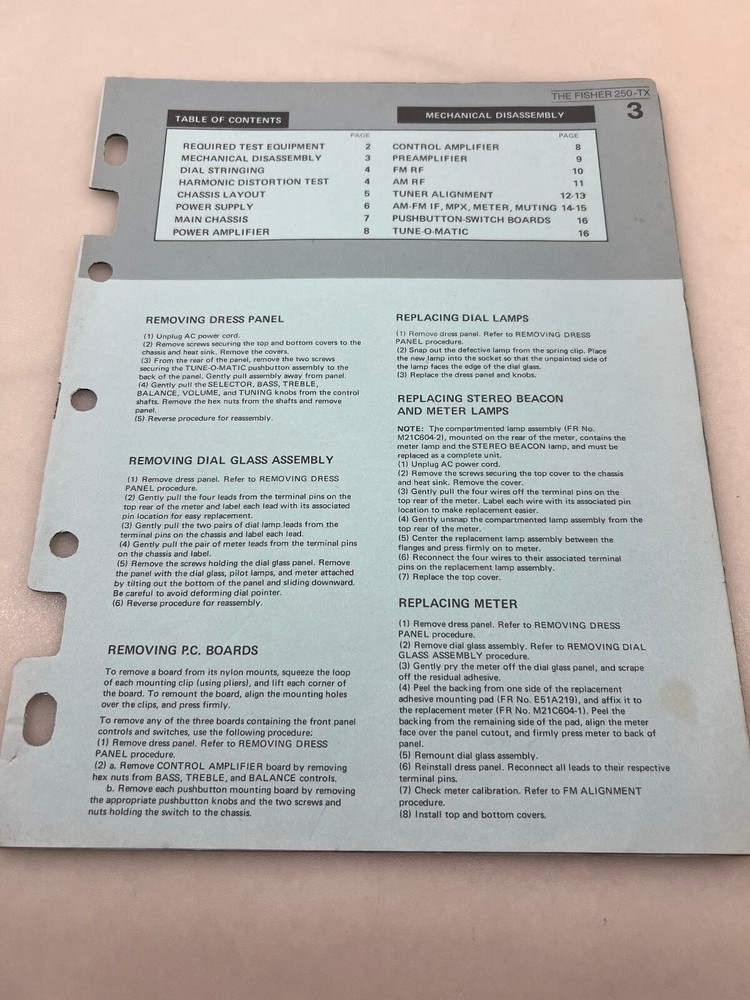 THE FISHER 250-TX
3
TABLE OF CONTENTS
MECHANICAL DISASSEMBLY
PAGE
REQUIRED TEST EQUIPMENT 2
MECHANICAL DISASSEMBLY 3
DIAL STRINGING 4
HARMONIC DISTORTION TEST 4
CHASSIS LAYOUT 5
POWER SUPPLY 6
MAIN CHASSIS 7
POWER AMPLIFIER 8
PAGE
CONTROL AMPLIFIER 8
PREAMPLIFIER 9
FM RF 10
AM RF 11
TUNER ALIGNMENT 12-13
AM-FM IF, MPX, METER, MUTING 14-15
PUSHBUTTON-SWITCH BOARDS 16
TUNE-O-MATIC 16
REMOVING DRESS PANEL
(1) Unplug AC power cord.
(2) Remove screws securing the top and bottom covers to the
chassis and heat sink. Remove the covers.
(3) From the rear of the panel, remove the two screws
securing the TUNE-O-MATIC pushbutton assembly to the
back of the panel. Gently pull assembly away from panel.
(4) Gently pull the SELECTOR, BASS, TREBLE,
BALANCE, VOLUME, and TUNING knobs from the control
shafts. Remove the hex nuts from the shafts and remove
panel.
(5) Reverse procedure for reassembly.
REMOVING DIAL GLASS ASSEMBLY
(1) Remove dress panel. Refer to REMOVING DRESS
PANEL procedure.
(2) Gently pull the four leads from the terminal pins on the
top rear of the meter and label each lead with its associated
pin location for easy replacement.
(3) Gently pull the two pairs of dial lamp leads from the
terminal pins on the chassis and label each lead.
(4) Gently pull the pair of meter leads from the terminal pins
on the chassis and label.
(5) Remove the screws holding the dial glass panel. Remove
the panel with the dial glass, pilot lamps, and meter attached
by tilting out the bottom of the panel and sliding downward.
Be careful to avoid deforming dial pointer.
(6) Reverse procedure for reassembly.
REMOVING P.C. BOARDS
To remove a board from its nylon mounts, squeeze the loop
of each mounting clip (using pliers), and lift each corner of
the board. To remount the board, align the mounting holes
over the clips, and press firmly.
To remove any of the three boards containing the front panel
controls and switches, use the following procedure:
(1) Remove dress panel. Refer to REMOVING DRESS
PANEL procedure.
(2) a. Remove CONTROL AMPLIFIER board by removing
hex nuts from BASS, TREBLE, and BALANCE controls.
b. Remove each pushbutton mounting board by removing
the appropriate pushbutton knobs and the two screws and
nuts holding the switch to the chassis.
REPLACING DIAL LAMPS
(1) Remove dress panel. Refer to REMOVING DRESS
PANEL procedure.
(2) Snap out the defective lamp from the spring clip. Place
the new lamp into the socket so that the unpainted side of
the lamp faces the edge of the dial glass.
(3) Replace the dress panel and knobs.
REPLACING STEREO BEACON
AND METER LAMPS
NOTE: The compartmented lamp assembly (FR No.
M21C604-2), mounted on the rear of the meter, contains the
meter lamp and the STEREO BEACON lamp, and must be
replaced as a complete unit.
(1) Unplug AC power cord.
(2) Remove the screws securing the top cover to the chassis
and heat sink. Remove the cover.
(3) Gently pull the four wires off the terminal pins on the
top rear of the meter. Label each wire with its associated pin
location to make replacement easier.
(4) Gently unsnap the compartmented lamp assembly from the
top rear of the meter.
(5) Center the replacement lamp assembly between the
flanges and press firmly on to meter.
(6) Reconnect the four wires to their associated terminal
pins on the replacement lamp assembly.
(7) Replace the top cover.
REPLACING METER
(1) Remove dress panel. Refer to REMOVING DRESS
PANEL procedure.
(2) Remove dial glass assembly. Refer to REMOVING DIAL
GLASS ASSEMBLY procedure.
(3) Gently pry the meter off the dial glass panel, and scrape
off the residual adhesive.
(4) Peel the backing from one side of the replacement
adhesive mounting pad (FR No. E51A219), and affix it to
the replacement meter (FR No. M21C604-1). Peel the
backing from the remaining side of the pad, align the meter
face over the panel cutout, and firmly press meter to back of
panel.
(5) Remount dial glass assembly.
(6) Reinstall dress panel. Reconnect all leads to their respective
terminal pins.
(7) Check meter calibration. Refer to FM ALIGNMENT
procedure.
(8) Install top and bottom covers.